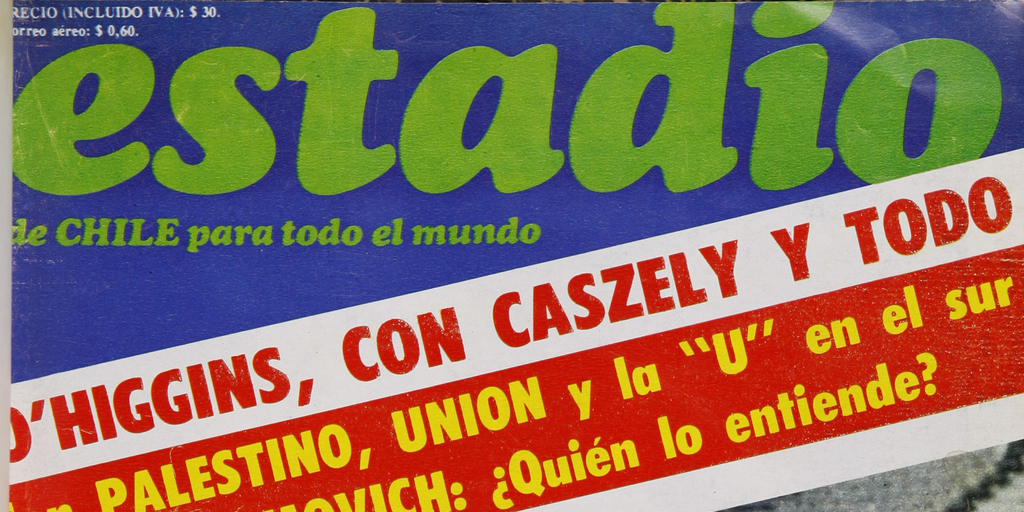 RECIO (INCLUIDO IVA): $ 30.
orreo aéreo: $ 0,60.
estadio
de CHILE para todo el mundo
O'HIGGINS, CON CASZELY Y TODO
PALESTINO, UNION y la "U" en el sur
OVICH: ¿Quién lo entiende?